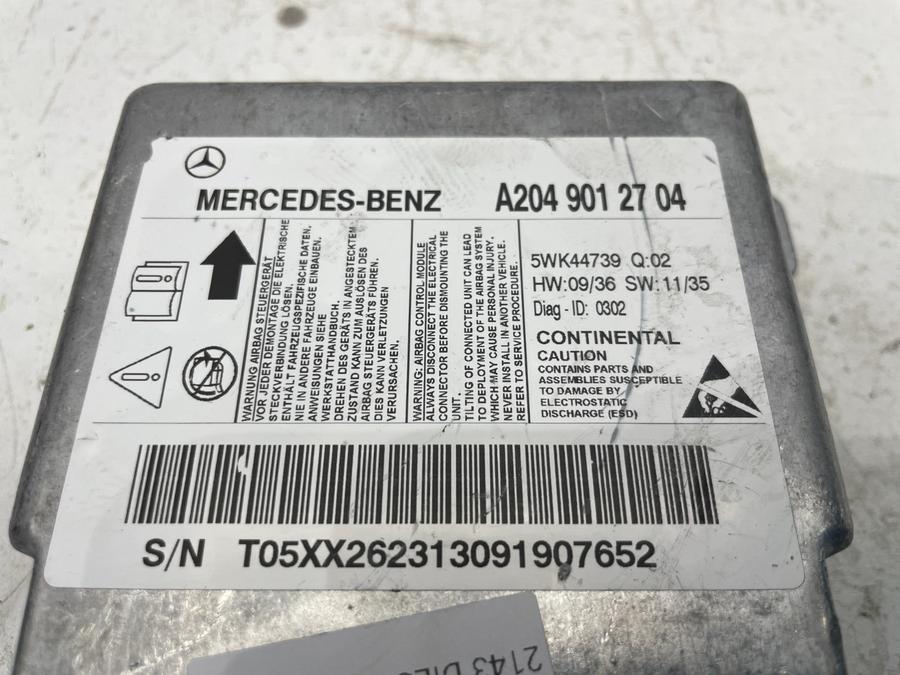 MERCEDES-BENZ A204 901 27 04
WARNUNG AIRBAG STEUERGERÄT
VOR JEDER DEMONTAGE DIE ELEKTRISCHE
STECKVERBINDUNG LÖSEN.
ENTHÄLT FAHRZEUGSPEZIFISCHE DATEN.
NIE IN ANDERE FAHRZEUGE EINBAUEN.
ANWEISUNGEN SIEHE
WERKSTATTHANDBUCH.
DREHEN DES GERÄTS IN ANGESTECKTEM
ZUSTAND KANN ZUM AUSLÖSEN DES
AIRBAG STEUERGERÄTS FÜHREN.
DIES KANN VERLETZUNGEN
VERURSACHEN.
WARNING: AIRBAG CONTROL MODULE
ALWAYS DISCONNECT THE ELECTRICAL
CONNECTOR BEFORE DISMOUNTING THE
UNIT.
TILTING OF CONNECTED UNIT CAN LEAD
TO DEPLOYMENT OF THE AIRBAG SYSTEM
WHICH MAY CAUSE PERSONAL INJURY.
NEVER INSTALL IN ANOTHER VEHICLE.
REFER TO SERVICE PROCEDURE.
5WK44739 Q:02
HW:09/36 SW:11/35
Diag - ID: 0302
CONTINENTAL
CAUTION
CONTAINS PARTS AND
ASSEMBLIES SUSCEPTIBLE
TO DAMAGE BY
ELECTROSTATIC
DISCHARGE (ESD)
S/N T05XX262313091907652
2143